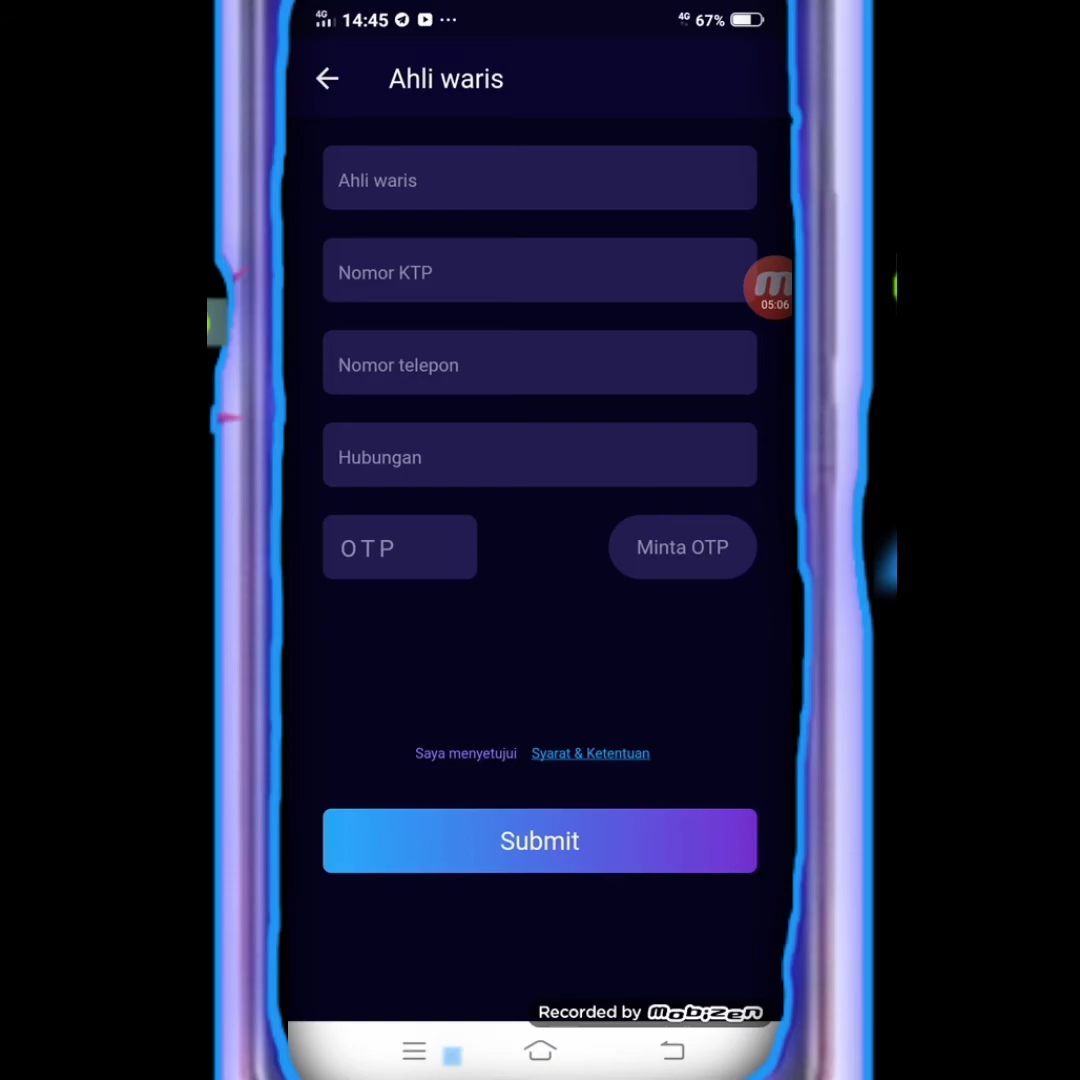 4G 14:45 ··· 4G 67%
Ahli waris
Ahli waris
Nomor KTP
m
05:06
Nomor telepon
Hubungan
OTP Minta OTP
Saya menyetujui Syarat & Ketentuan
Submit
Recorded by mobizen